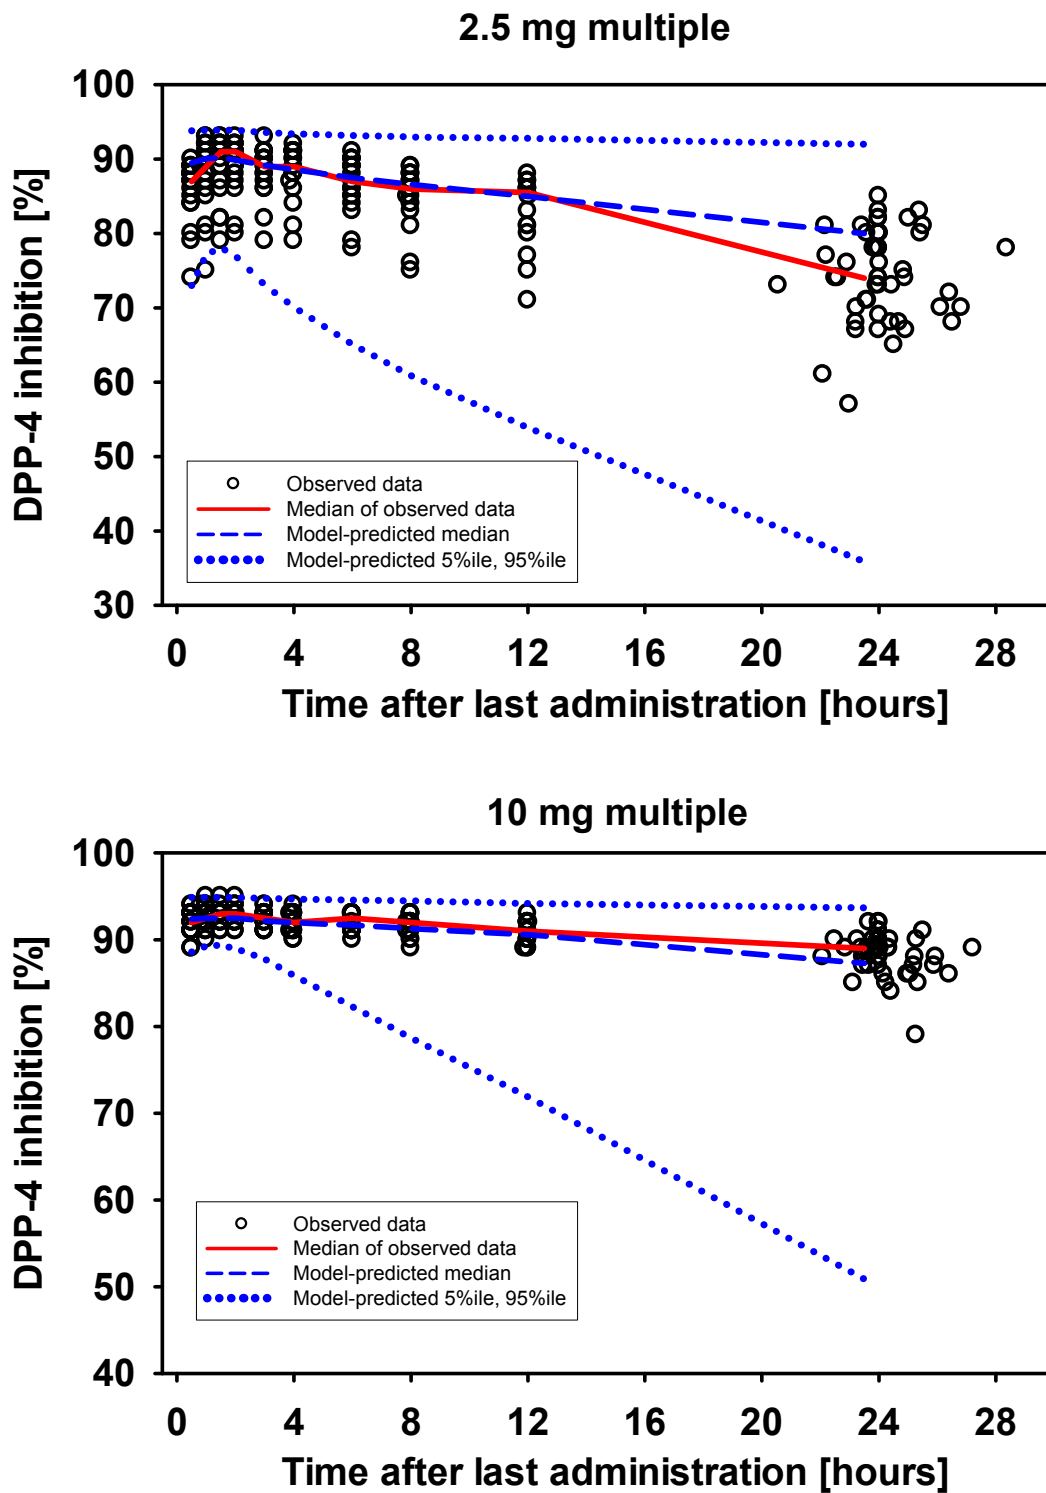 2.5 mg multiple
100
90
80
70
60
50
40
30
DPP-4 inhibition [%]
Observed data
Median of observed data
Model-predicted median
Model-predicted 5%ile, 95%ile
0 4 8 12 16 20 24 28
Time after last administration [hours]
10 mg multiple
100
90
80
70
60
50
40
DPP-4 inhibition [%]
Observed data
Median of observed data
Model-predicted median
Model-predicted 5%ile, 95%ile
0 4 8 12 16 20 24 28
Time after last administration [hours]